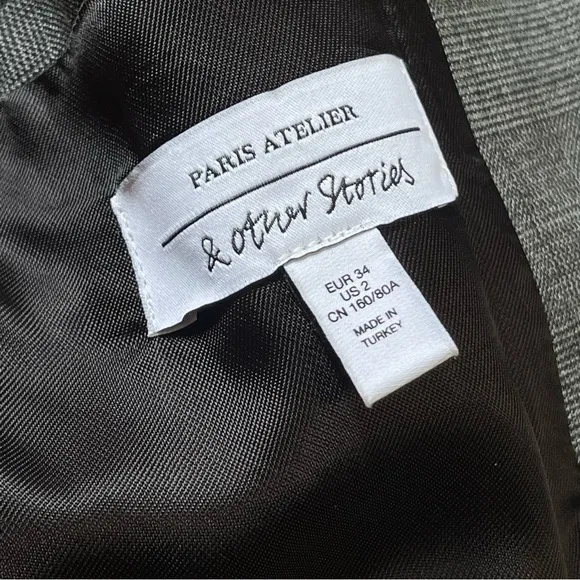 PARIS ATELIER
& other Stories
EUR 34
US 2
CN 160/80A
MADE IN
TURKEY